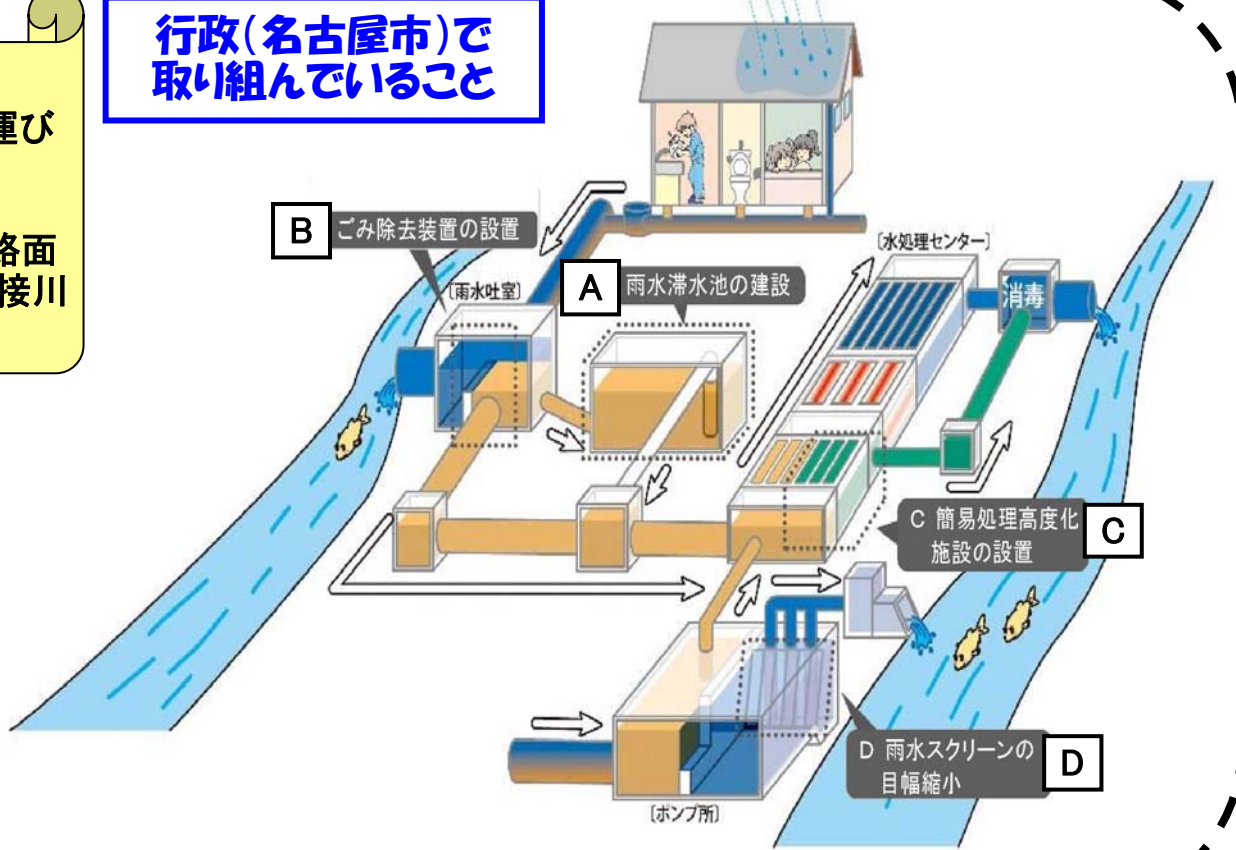 運び
路面
接川
行政(名古屋市)で
取り組んでいること
B
ごみ除去装置の設置
〔雨水吐室〕
A
雨水滞水池の建設
〔水処理センター〕
消毒
C 簡易処理高度化
施設の設置
C
D 雨水スクリーンの
目幅縮小
D
〔ポンプ所〕